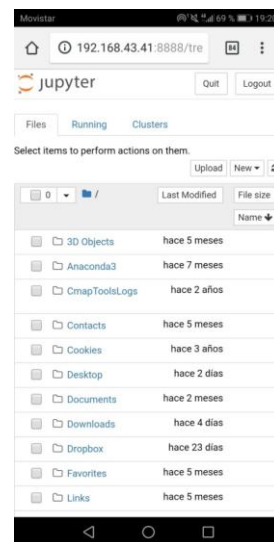 Movistar 69 % 19:20
192.168.43.41:8888/tre 84
jupyter Quit Logout
Files Running Clusters
Select items to perform actions on them.
Upload New
0 / Last Modified File size
Name
3D Objects hace 5 meses
Anaconda3 hace 7 meses
CmapToolsLogs hace 2 años
Contacts hace 5 meses
Cookies hace 3 años
Desktop hace 2 días
Documents hace 2 meses
Downloads hace 4 días
Dropbox hace 23 días
Favorites hace 5 meses
Links hace 5 meses